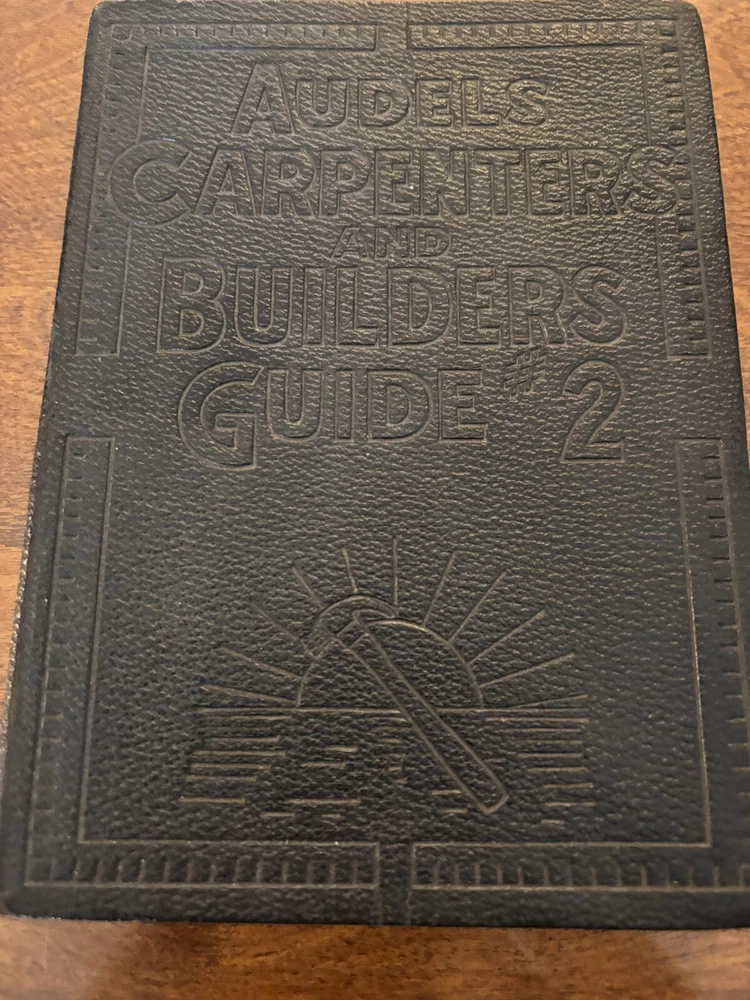 AUDELS
CARPENTERS
AND
BUILDERS
GUIDE #2